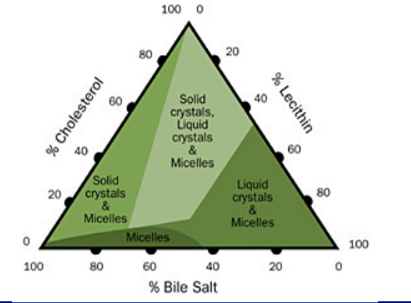 100 0
80
20
60
40
% Cholesterol
% Lecithin
Solid
crystals,
Liquid
crystals
&
Micelles
40
60
Solid
crystals
&
Micelles
Liquid
crystals
&
Micelles
20
80
Micelles
0
100
100 80 60 40 20 0
% Bile Salt